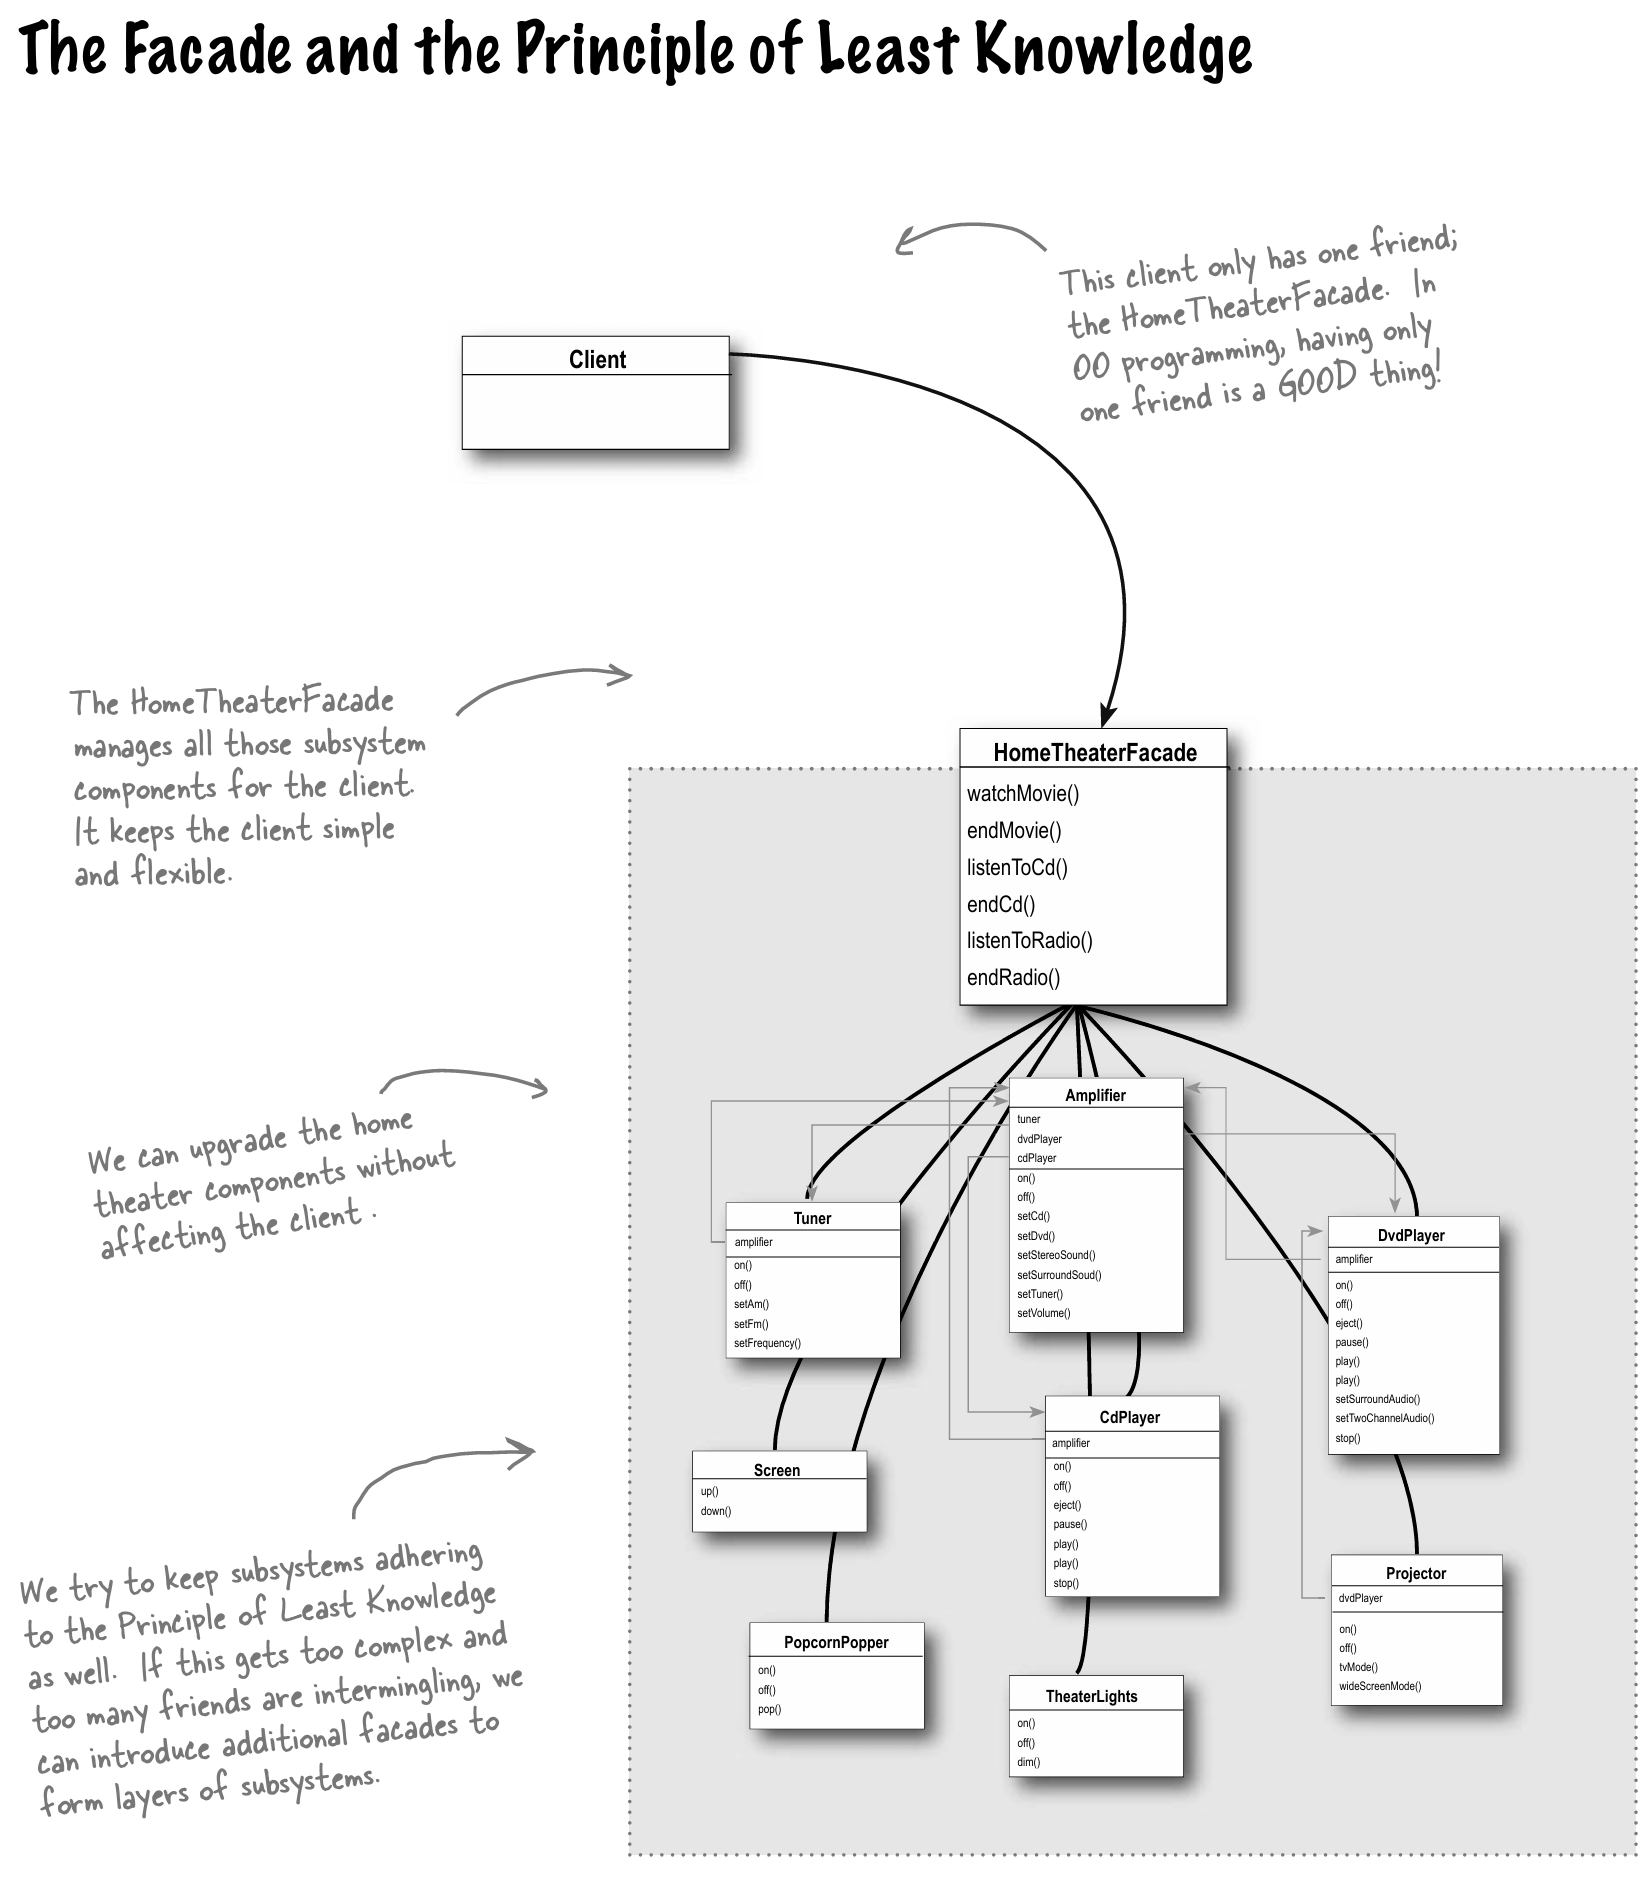 The Facade and the Principle of Least Knowledge
This client only has one friend;
the HomeTheaterFacade. In
OO programming, having only
one friend is a GOOD thing!
Client
The HomeTheaterFacade
manages all those subsystem
components for the client.
It keeps the client simple
and flexible.
HomeTheaterFacade
watchMovie()
endMovie()
listenToCd()
endCd()
listenToRadio()
endRadio()
We can upgrade the home
theater components without
affecting the client.
Amplifier
tuner
dvdPlayer
cdPlayer
on()
off()
setCd()
setDvd()
setStereoSound()
setSurroundSoud()
setTuner()
setVolume()
Tuner
amplifier
on()
off()
setAm()
setFm()
setFrequency()
DvdPlayer
amplifier
on()
off()
eject()
pause()
play()
play()
setSurroundAudio()
setTwoChannelAudio()
stop()
CdPlayer
amplifier
on()
off()
eject()
pause()
play()
play()
stop()
Screen
up()
down()
We try to keep subsystems adhering
to the Principle of Least Knowledge
as well. If this gets too complex and
too many friends are intermingling, we
can introduce additional facades to
form layers of subsystems.
PopcornPopper
on()
off()
pop()
TheaterLights
on()
off()
dim()
Projector
dvdPlayer
on()
off()
tvMode()
wideScreenMode()